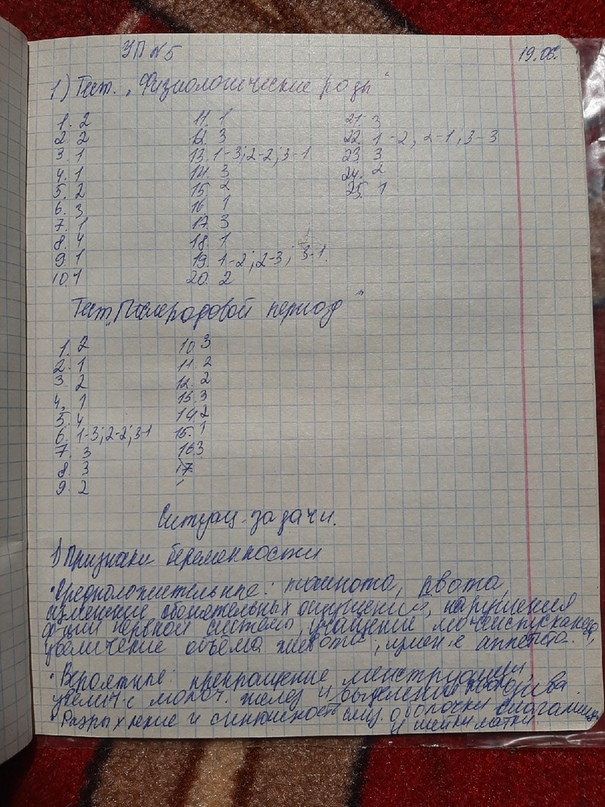 УП №5
19.06.
1) Тест. „Физиологические роды"
1. 2
2. 2
3. 1
4. 1
5. 2
6. 3
7. 1
8. 4
9. 1
10. 1
11. 1
12. 3
13. 1-3; 2-2; 3-1
14. 3
15. 2
16. 1
17. 3
18. 1
19. 1-2; 2-3; 3-1.
20. 2
21. 3
22. 1-2, 2-1, 3-3
23. 3
24. 2
25. 1
Тест „Послеродовой период"
1. 2
2. 1
3. 2
4. 1
5. 4
6. 1-3; 2-2; 3-1
7. 3
8. 3
9. 2
10. 3
11. 2
12. 2
13. 3
14. 2
15. 1
16. 3
17
Ситуац. задачи.
1) Признаки беременности
• Предположительные: тошнота, рвота,
изменение обонятельных ощущений, нарушения
нервной системы, учащение мочеиспускания,
увеличение объема живота, аппетита.
• Вероятные: прекращение менструации,
увелич-е молоч. желез и выделение молозива.
• Разрыхление и синюшность слиз. оболочки влагалища
и шейки матки